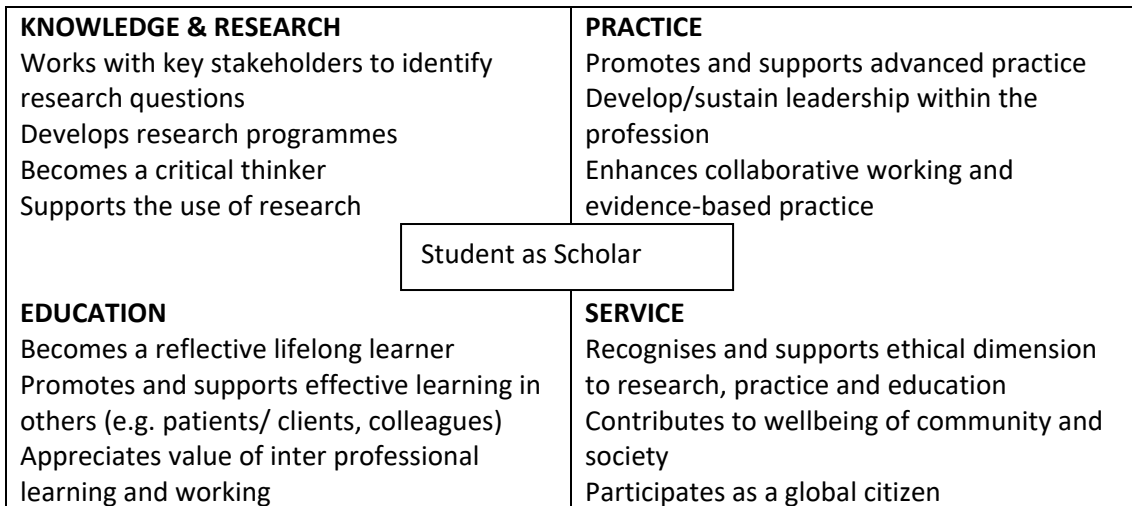 KNOWLEDGE & RESEARCH
Works with key stakeholders to identify
research questions
Develops research programmes
Becomes a critical thinker
Supports the use of research
PRACTICE
Promotes and supports advanced practice
Develop/sustain leadership within the
profession
Enhances collaborative working and
evidence-based practice
Student as Scholar
EDUCATION
Becomes a reflective lifelong learner
Promotes and supports effective learning in
others (e.g. patients/ clients, colleagues)
Appreciates value of inter professional
learning and working
SERVICE
Recognises and supports ethical dimension
to research, practice and education
Contributes to wellbeing of community and
society
Participates as a global citizen